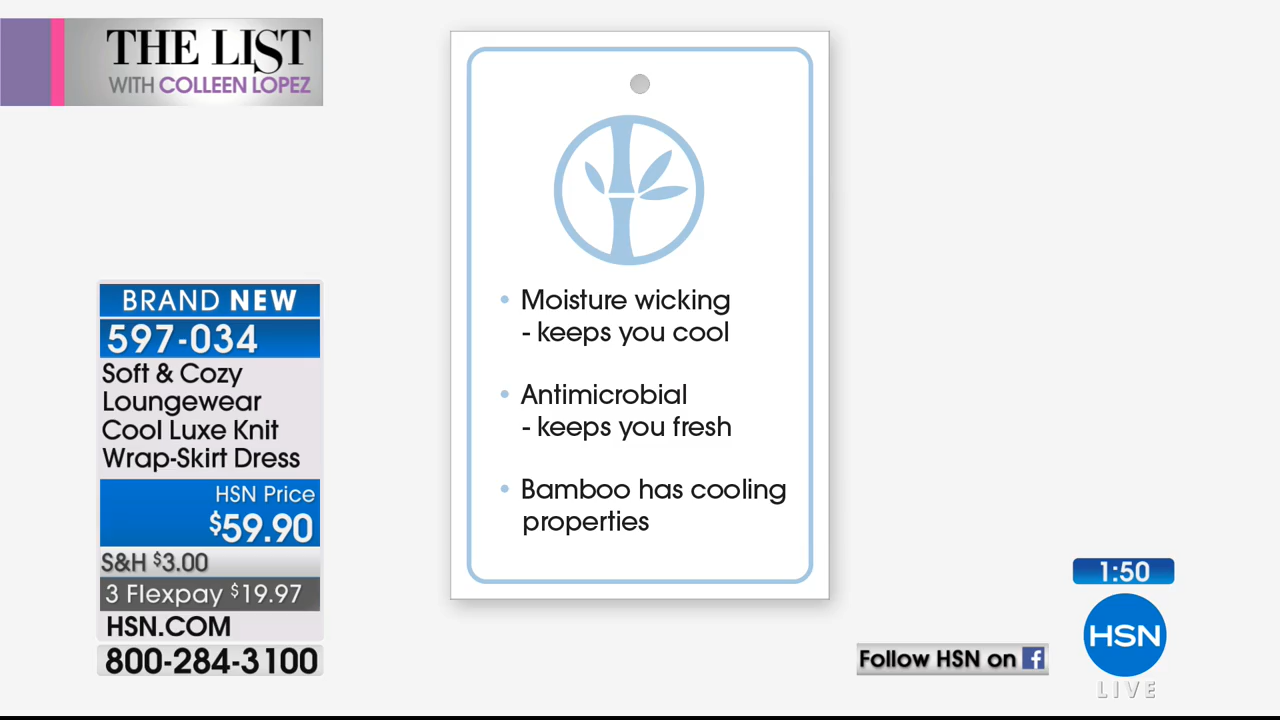 THE LIST
WITH COLLEEN LOPEZ
• Moisture wicking
- keeps you cool
• Antimicrobial
- keeps you fresh
• Bamboo has cooling
properties
BRAND NEW
597-034
Soft & Cozy
Loungewear
Cool Luxe Knit
Wrap-Skirt Dress
HSN Price
$59.90
S&H $3.00
3 Flexpay $19.97
HSN.COM
800-284-3100
1:50
HSN
LIVE
Follow HSN on f